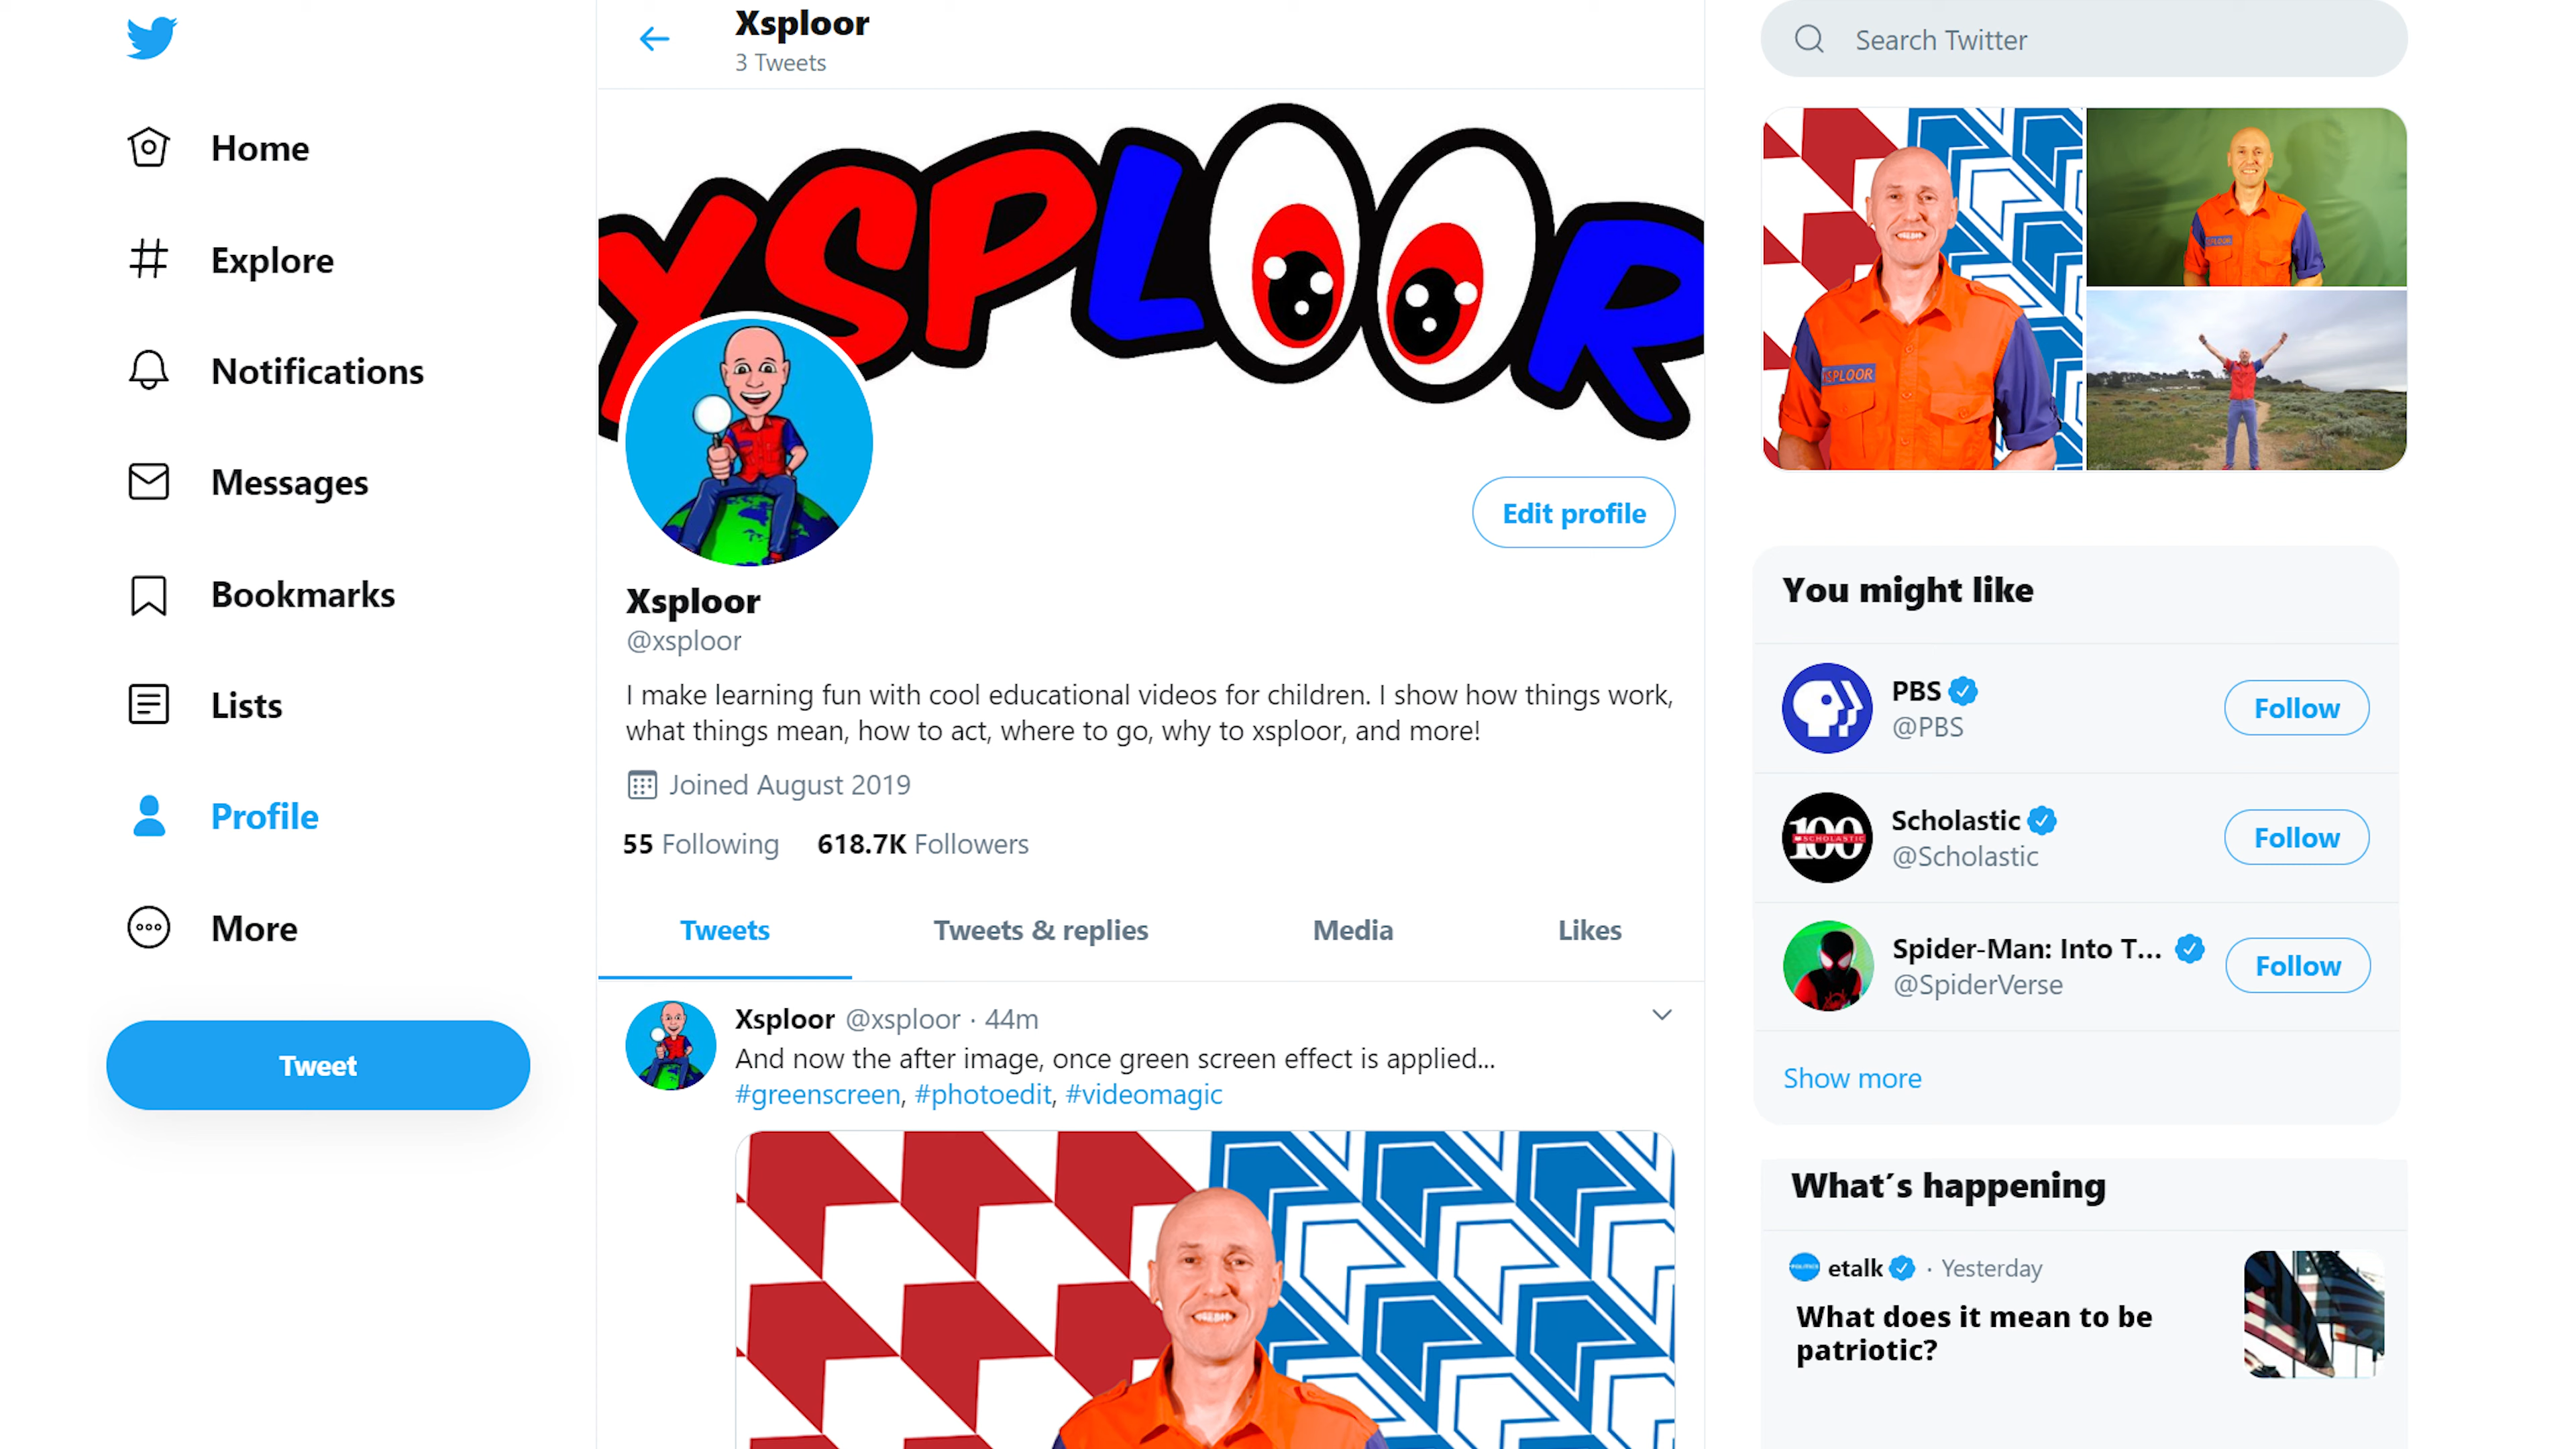 Home
Explore
Notifications
Messages
Bookmarks
Lists
Profile
More
Tweet
Xsploor
3 Tweets
XSPLOOR
Edit profile
Xsploor
@xsploor
I make learning fun with cool educational videos for children. I show how things work,
what things mean, how to act, where to go, why to xsploor, and more!
Joined August 2019
55 Following 618.7K Followers
Tweets Tweets & replies Media Likes
Xsploor @xsploor · 44m
And now the after image, once green screen effect is applied...
#greenscreen, #photoedit, #videomagic
Search Twitter
XSPLOOR
You might like
PBS
@PBS
Follow
100
SCHOLASTIC
Scholastic
@Scholastic
Follow
Spider-Man: Into T...
@SpiderVerse
Follow
Show more
What´s happening
etalk · Yesterday
What does it mean to be
patriotic?